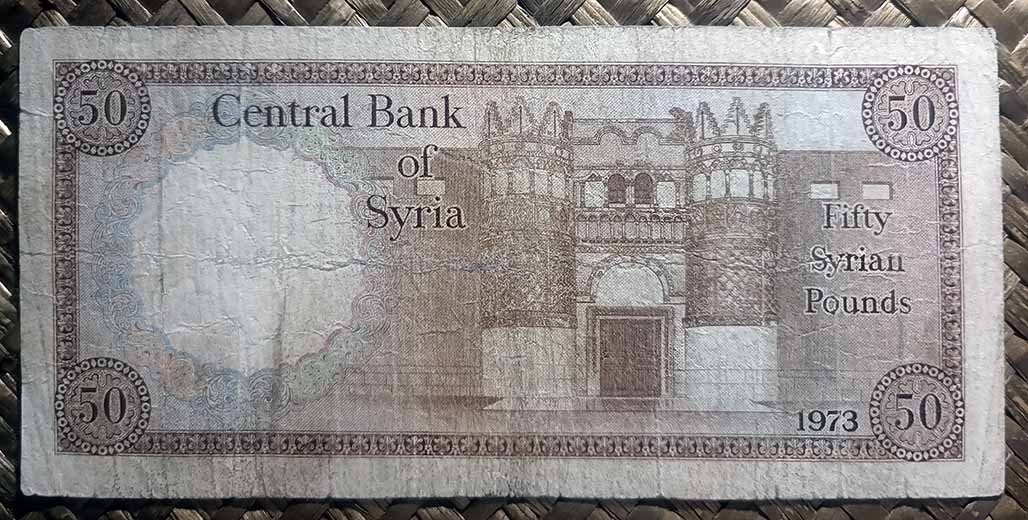 50
50
Central Bank
of
Syria
Fifty
Syrian
Pounds
1973
50
50